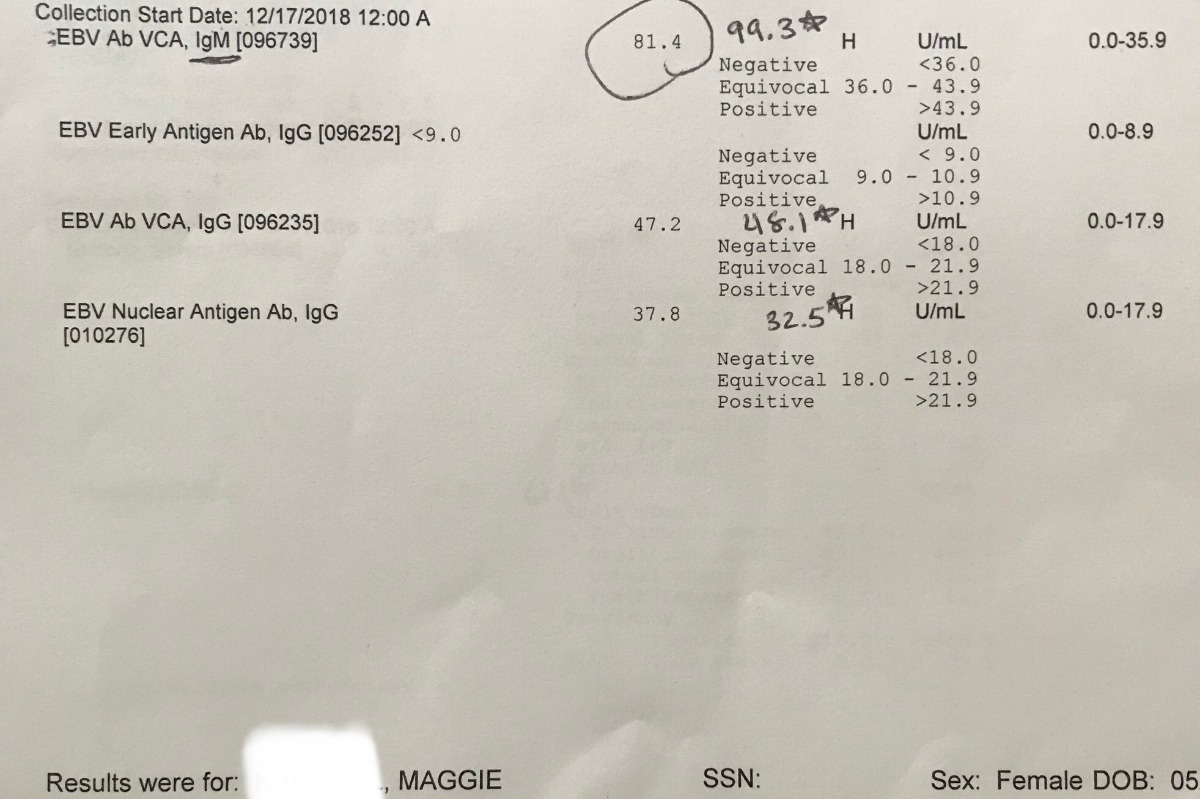 Collection Start Date: 12/17/2018 12:00 A
EBV Ab VCA, IgM [096739] 81.4 99.3☆ H U/mL 0.0-35.9
Negative <36.0
Equivocal 36.0 - 43.9
Positive >43.9
EBV Early Antigen Ab, IgG [096252] <9.0 U/mL 0.0-8.9
Negative < 9.0
Equivocal 9.0 - 10.9
Positive >10.9
EBV Ab VCA, IgG [096235] 47.2 48.1☆ H U/mL 0.0-17.9
Negative <18.0
Equivocal 18.0 - 21.9
Positive >21.9
EBV Nuclear Antigen Ab, IgG 37.8 32.5☆ H U/mL 0.0-17.9
[010276]
Negative <18.0
Equivocal 18.0 - 21.9
Positive >21.9
Results were for: , MAGGIE SSN: Sex: Female DOB: 05